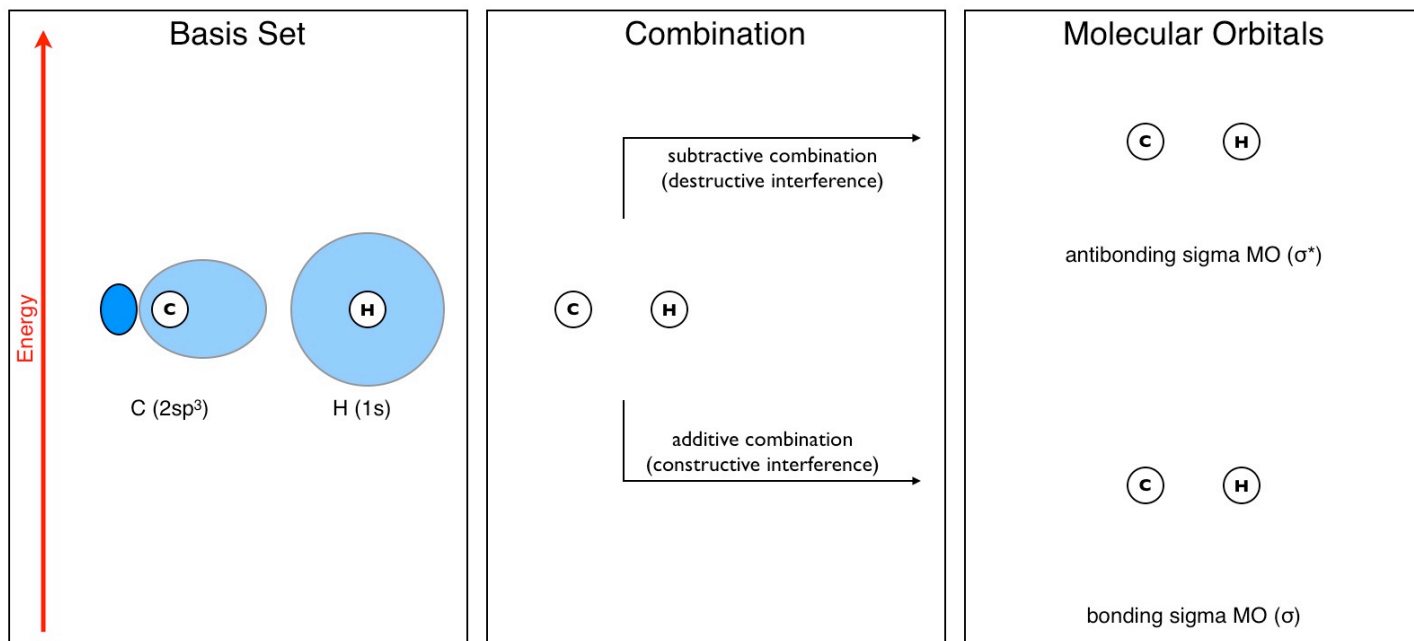 Basis Set
Energy
C
H
C (2sp³)
H (1s)
Combination
subtractive combination
(destructive interference)
C
H
additive combination
(constructive interference)
Molecular Orbitals
C
H
antibonding sigma MO (σ*)
C
H
bonding sigma MO (σ)